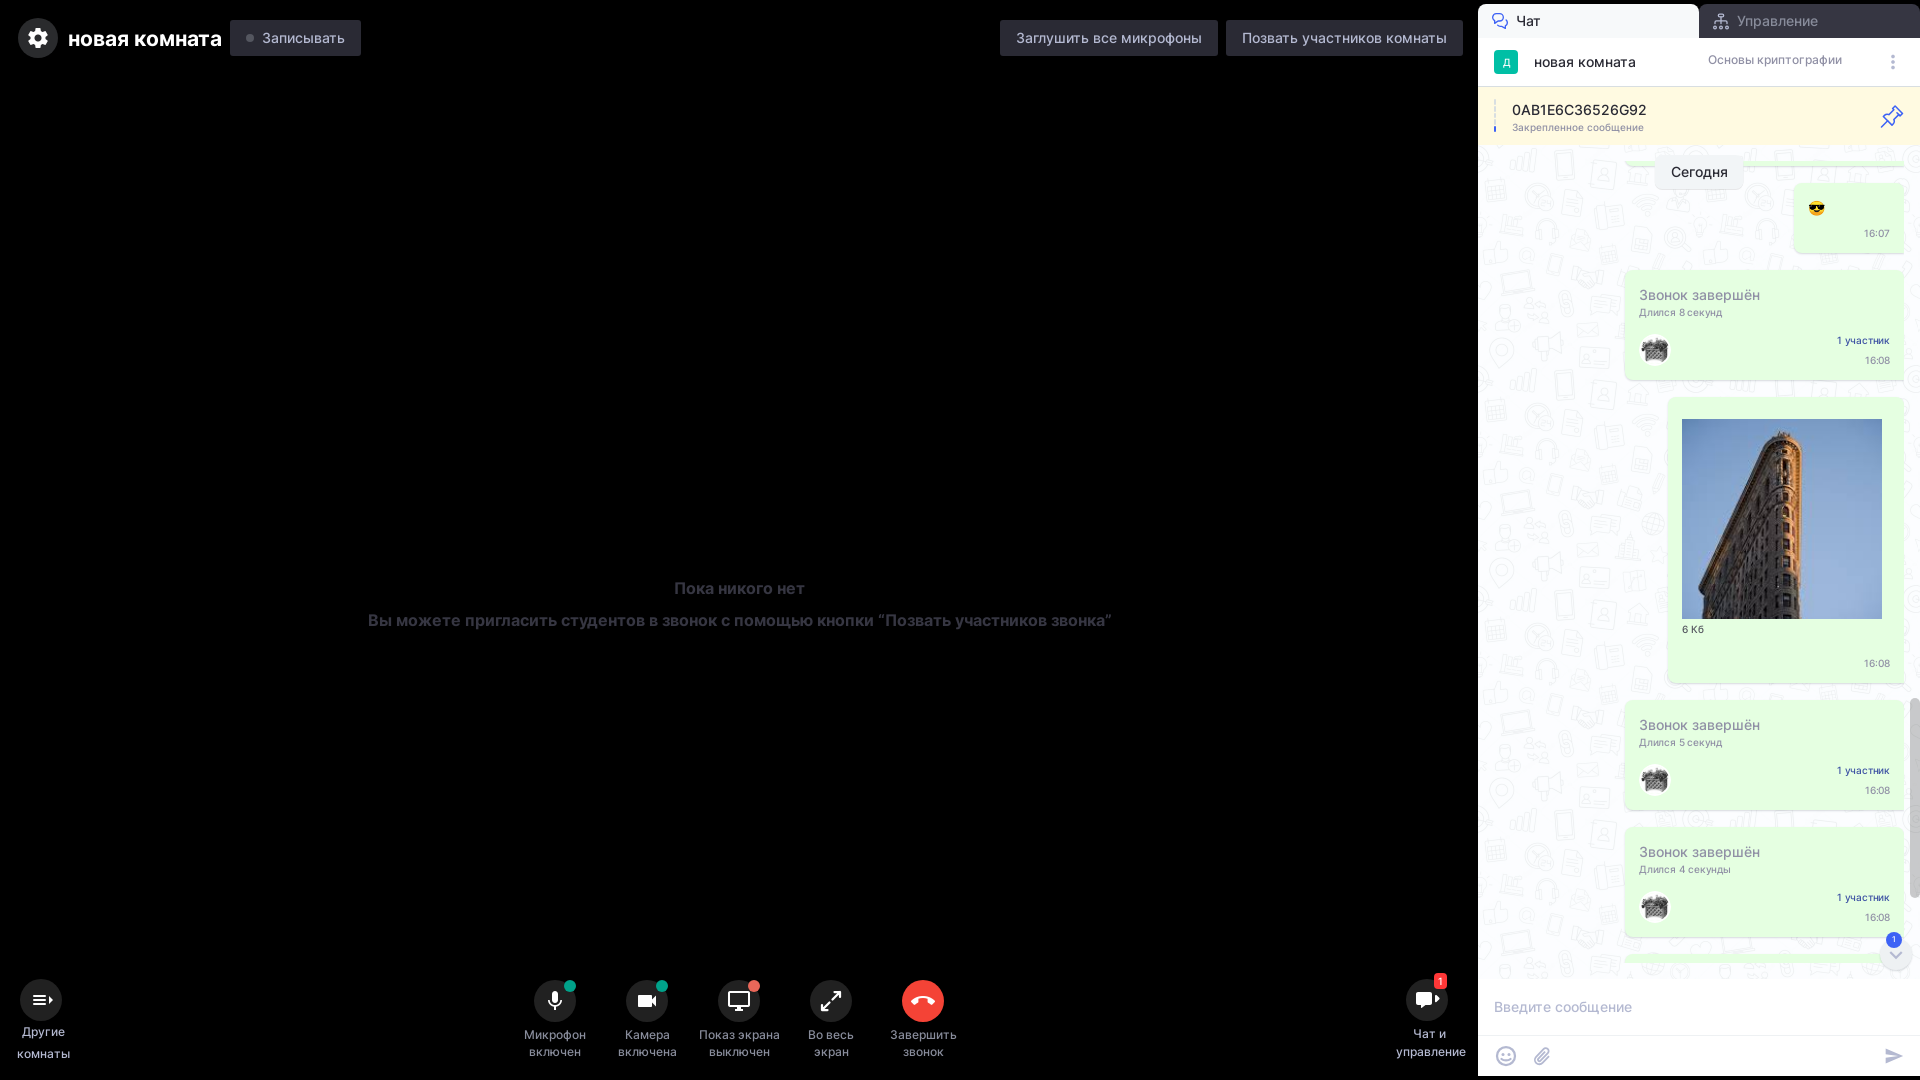 новая комната
Записывать
Заглушить все микрофоны
Позвать участников комнаты
Чат
Управление
Д
новая комната
Основы криптографии
0AB1E6C36526G92
Закрепленное сообщение
Сегодня
16:07
Звонок завершён
Длился 8 секунд
1 участник
16:08
6 Кб
16:08
Звонок завершён
Длился 5 секунд
1 участник
16:08
Звонок завершён
Длился 4 секунды
1 участник
16:08
1
Пока никого нет
Вы можете пригласить студентов в звонок с помощью кнопки “Позвать участников звонка”
Другие
комнаты
Микрофон
включен
Камера
включена
Показ экрана
выключен
Во весь
экран
Завершить
звонок
1
Чат и
управление
Введите сообщение